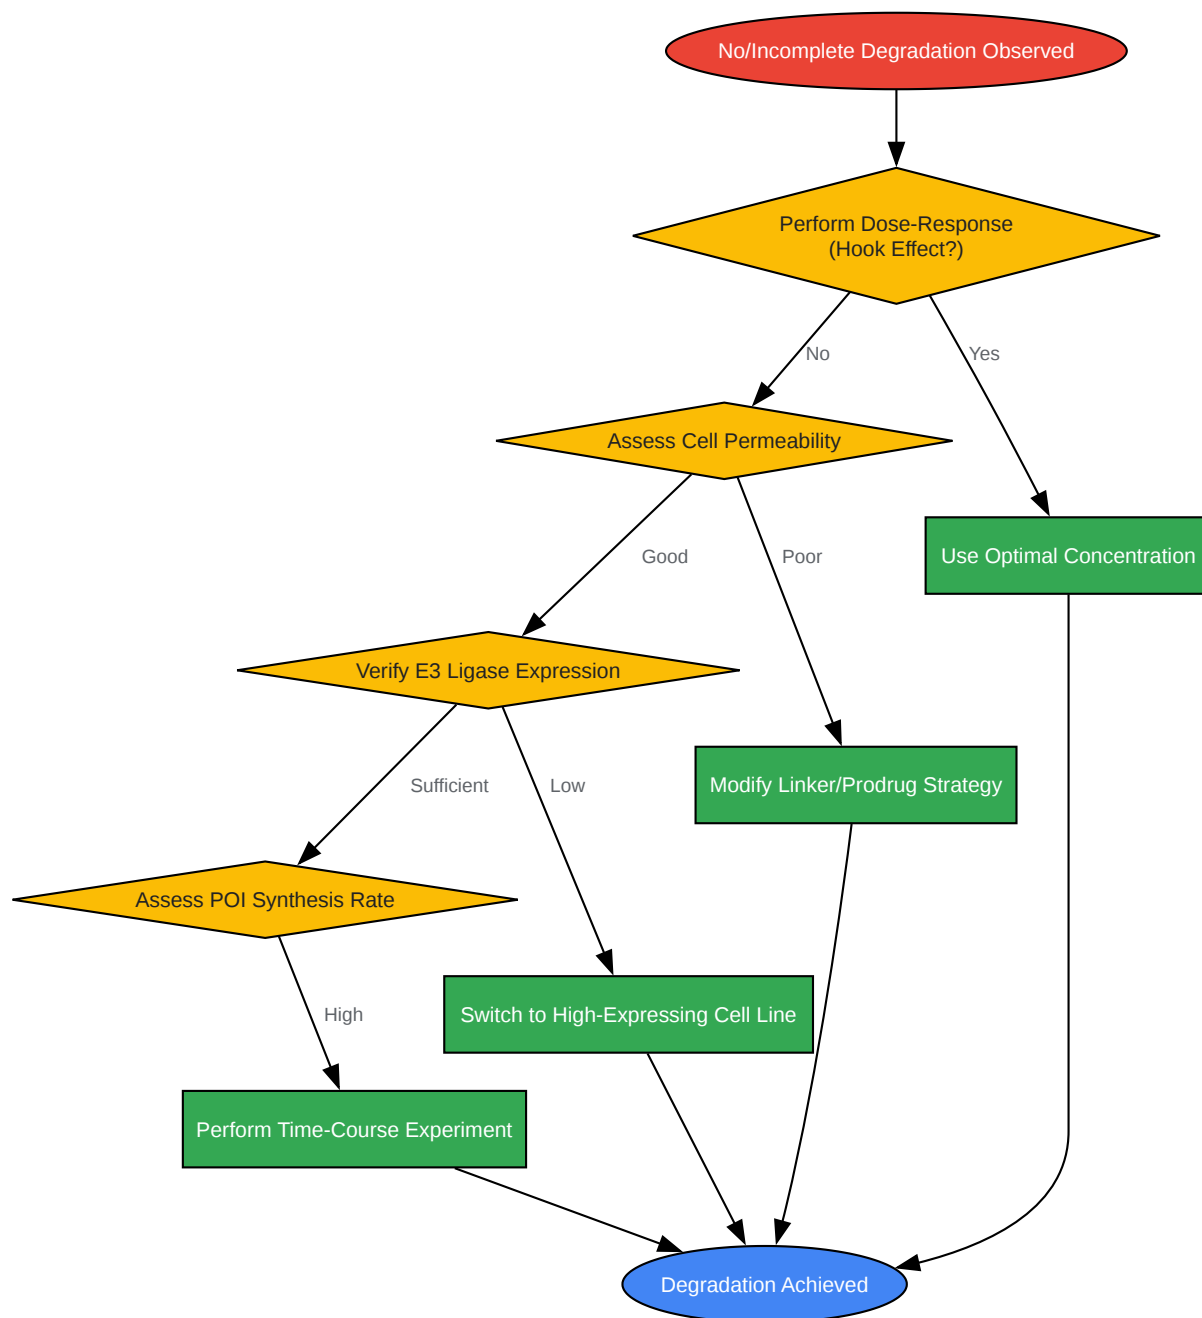 No/Incomplete Degradation Observed
Perform Dose-Response
(Hook Effect?)
No
Yes
Assess Cell Permeability
Good
Poor
Use Optimal Concentration
Verify E3 Ligase Expression
Sufficient
Low
Modify Linker/Prodrug Strategy
Assess POI Synthesis Rate
High
Switch to High-Expressing Cell Line
Perform Time-Course Experiment
Degradation Achieved